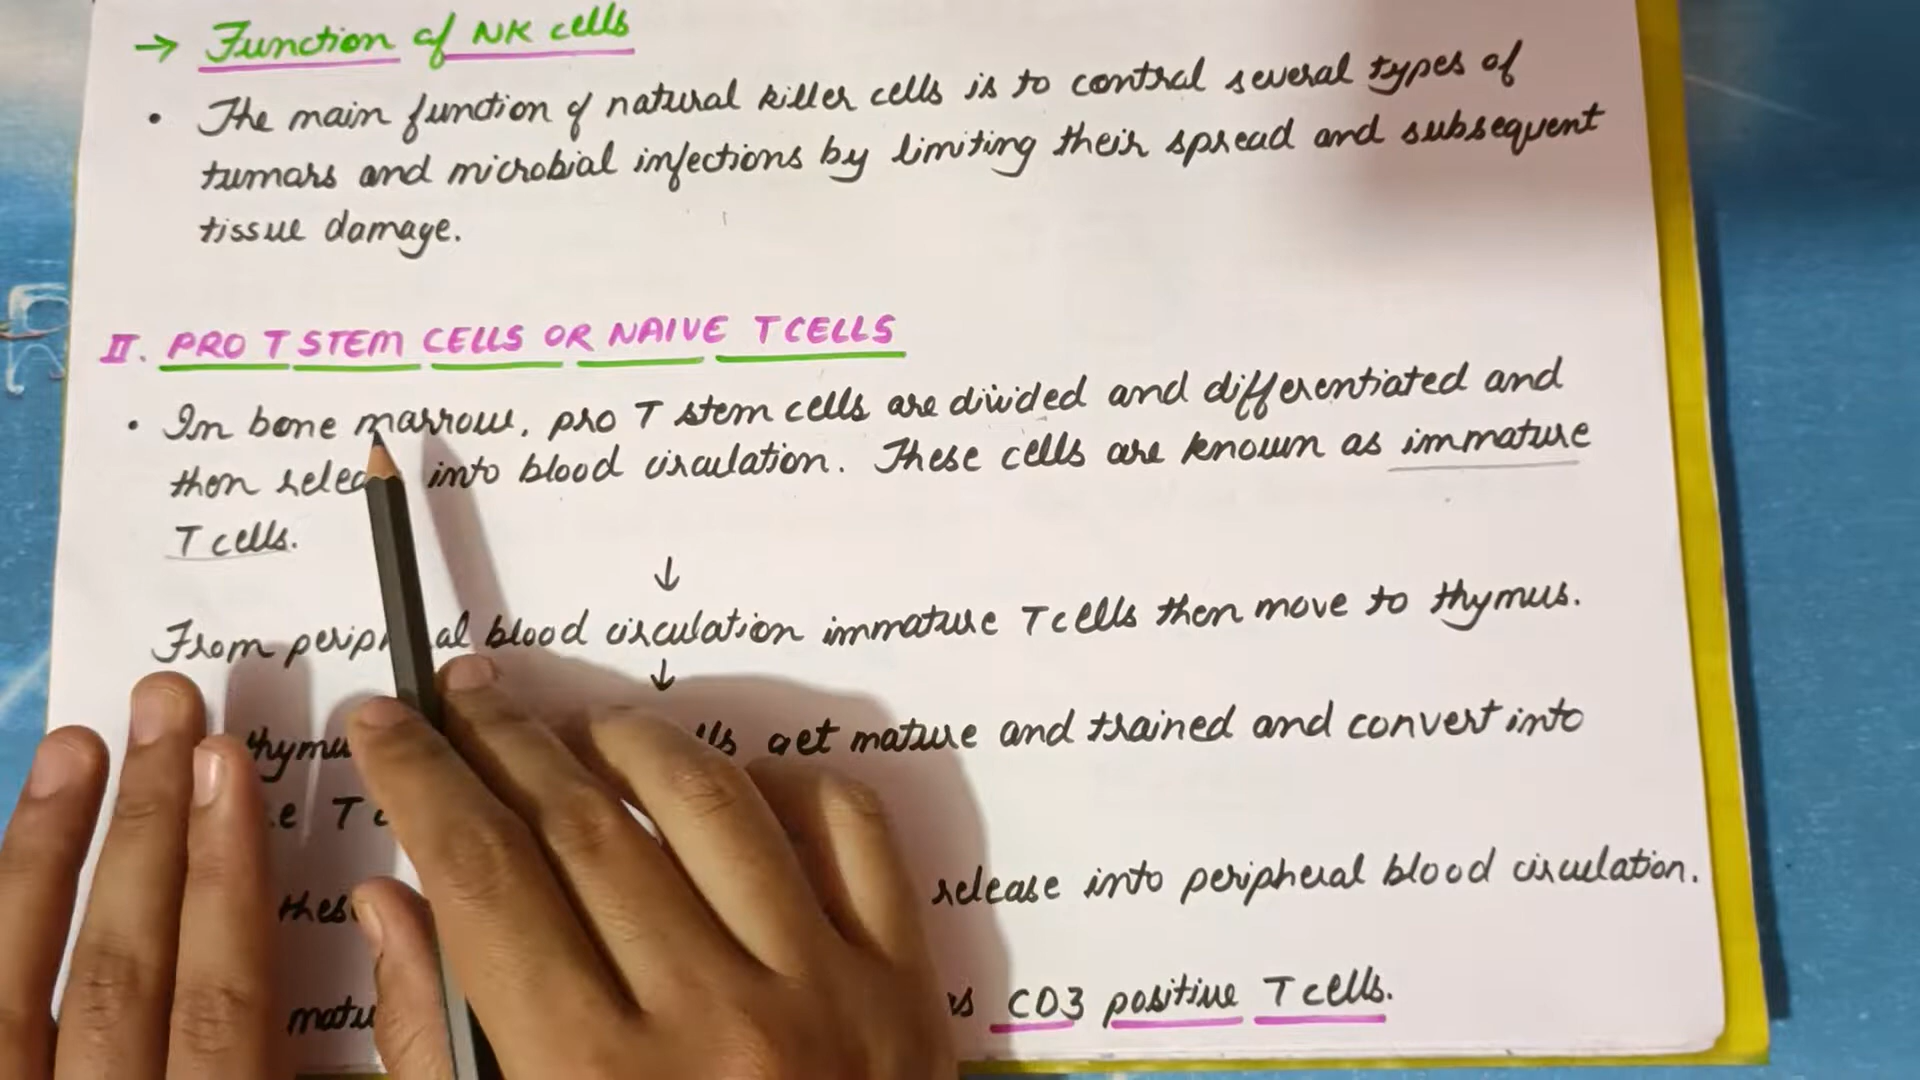 → Function of NK cells
• The main function of natural killer cells is to control several types of
tumars and microbial infections by limiting their spread and subsequent
tissue damage.
II. PRO T STEM CELLS OR NAIVE T CELLS
• In bone marrow, pro T stem cells are divided and differentiated and
then into blood circulation. These cells are known as immature
T cells.
↓
From blood circulation immature T cells then move to thymus.
↓
get mature and trained and convert into
T
release into peripheral blood circulation.
CD3 positive T cells.